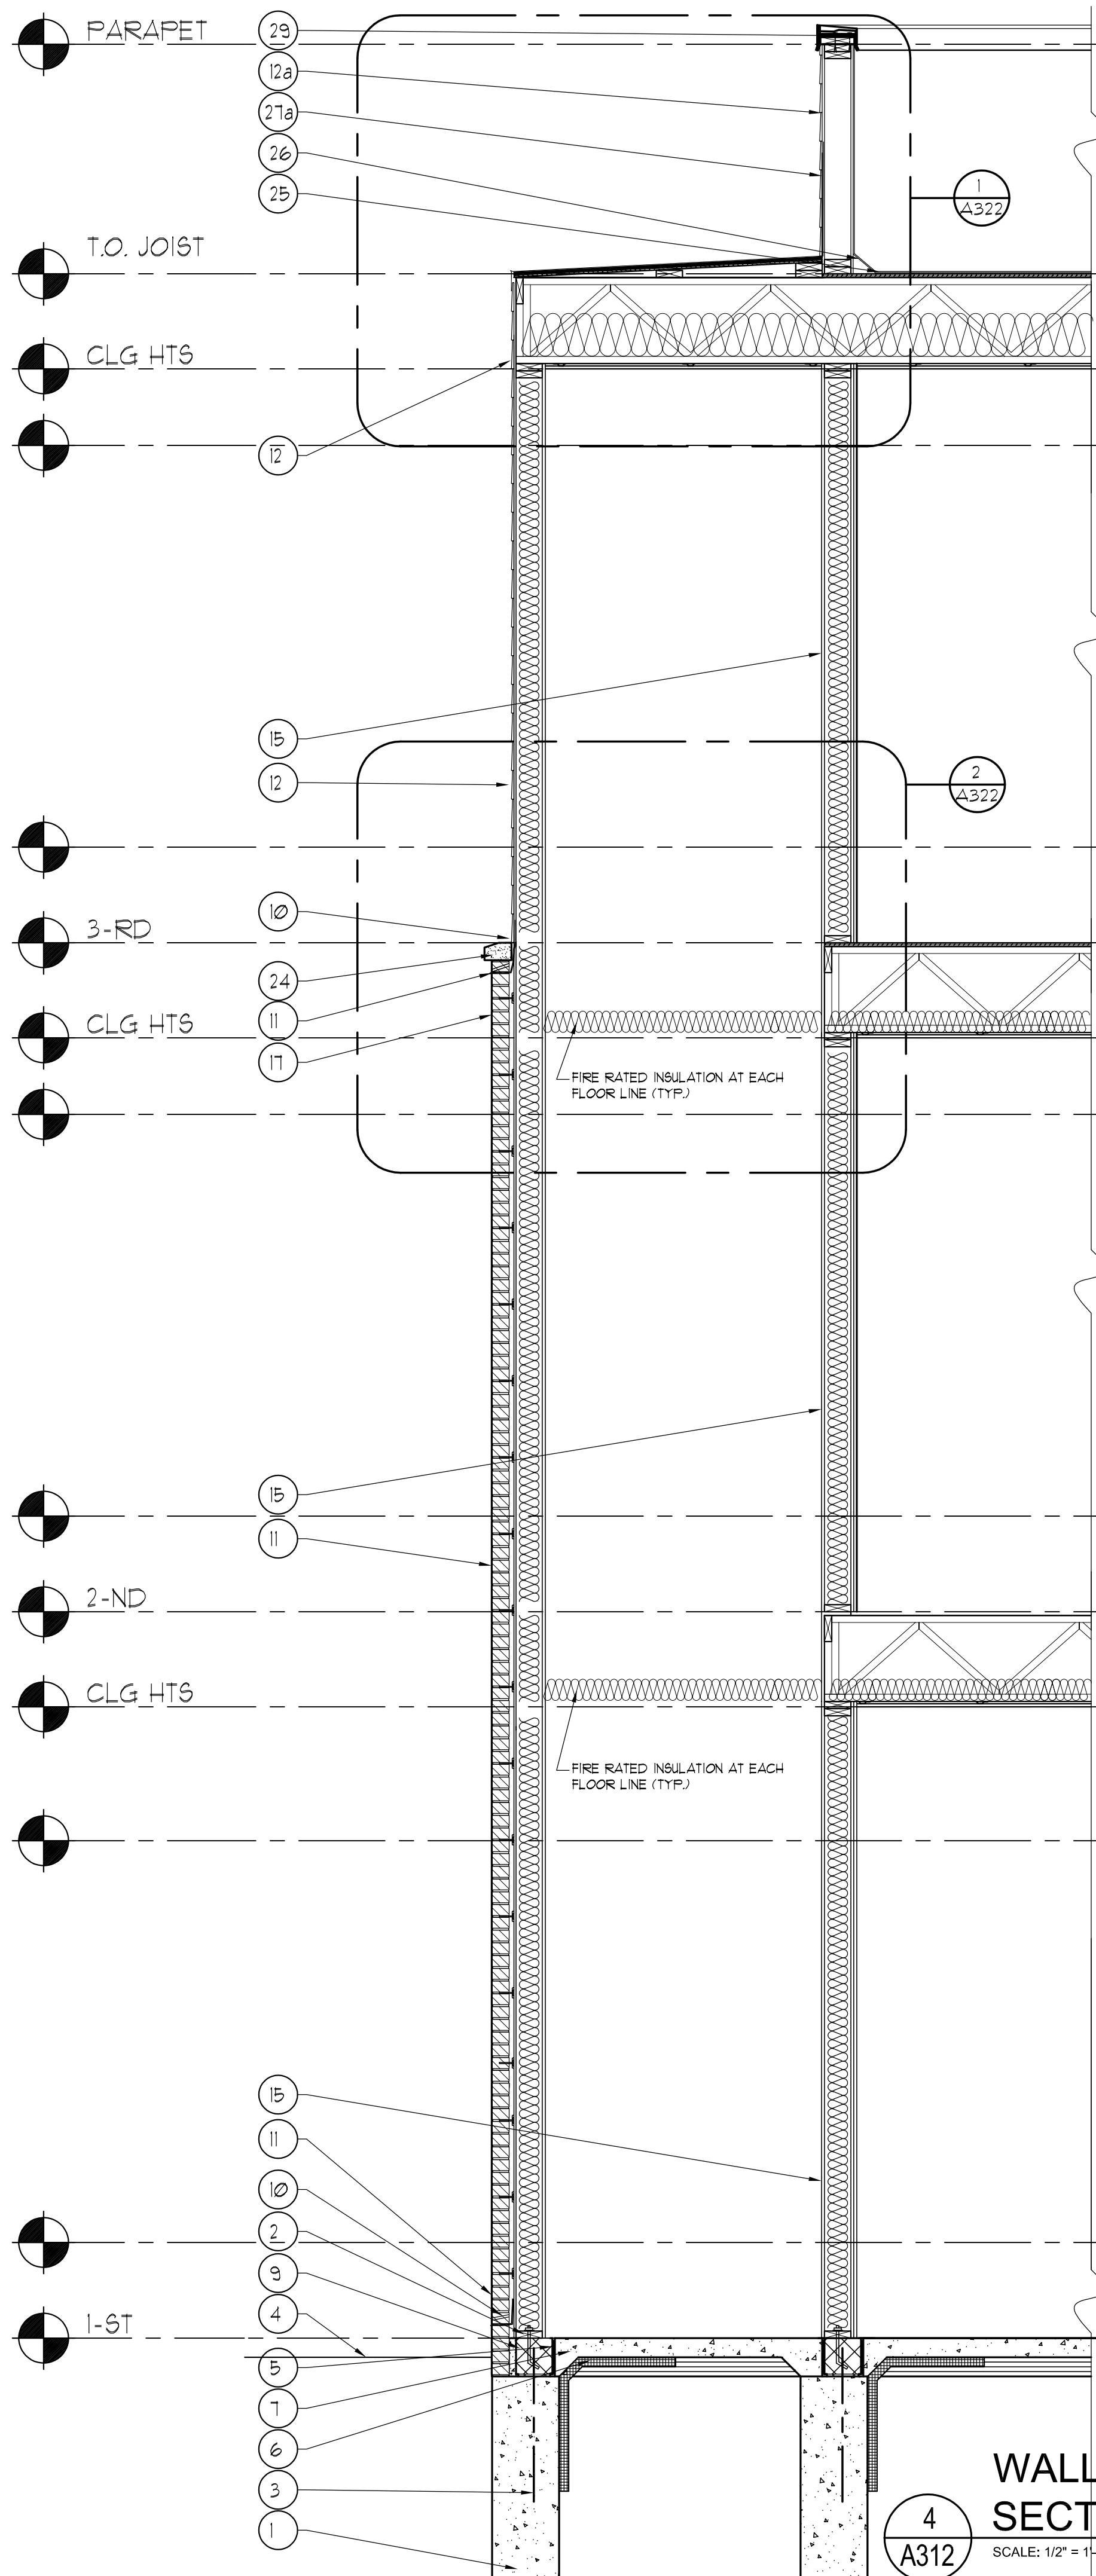 PARAPET
29
12a
27a
26
25
1
A322
T.O. JOIST
CLG HTS
12
15
12
2
A322
10
3-RD
24
11
CLG HTS
17
FIRE RATED INSULATION AT EACH
FLOOR LINE (TYP.)
15
11
2-ND
CLG HTS
FIRE RATED INSULATION AT EACH
FLOOR LINE (TYP.)
15
11
10
2
9
4
1-ST
5
7
6
3
1
WALL
SECT
4
A312
SCALE: 1/2" = 1'-